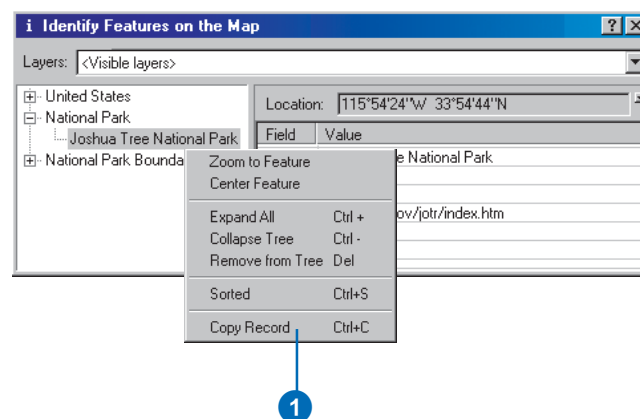 i Identify Features on the Map
Layers: <Visible layers>
United States
National Park
Joshua Tree National Park
National Park Bounda
Location: 115°54'24"W 33°54'44"N
Field Value
e National Park
ov/jotr/index.htm
Zoom to Feature
Center Feature
Expand All Ctrl +
Collapse Tree Ctrl -
Remove from Tree Del
Sorted Ctrl+S
Copy Record Ctrl+C
1